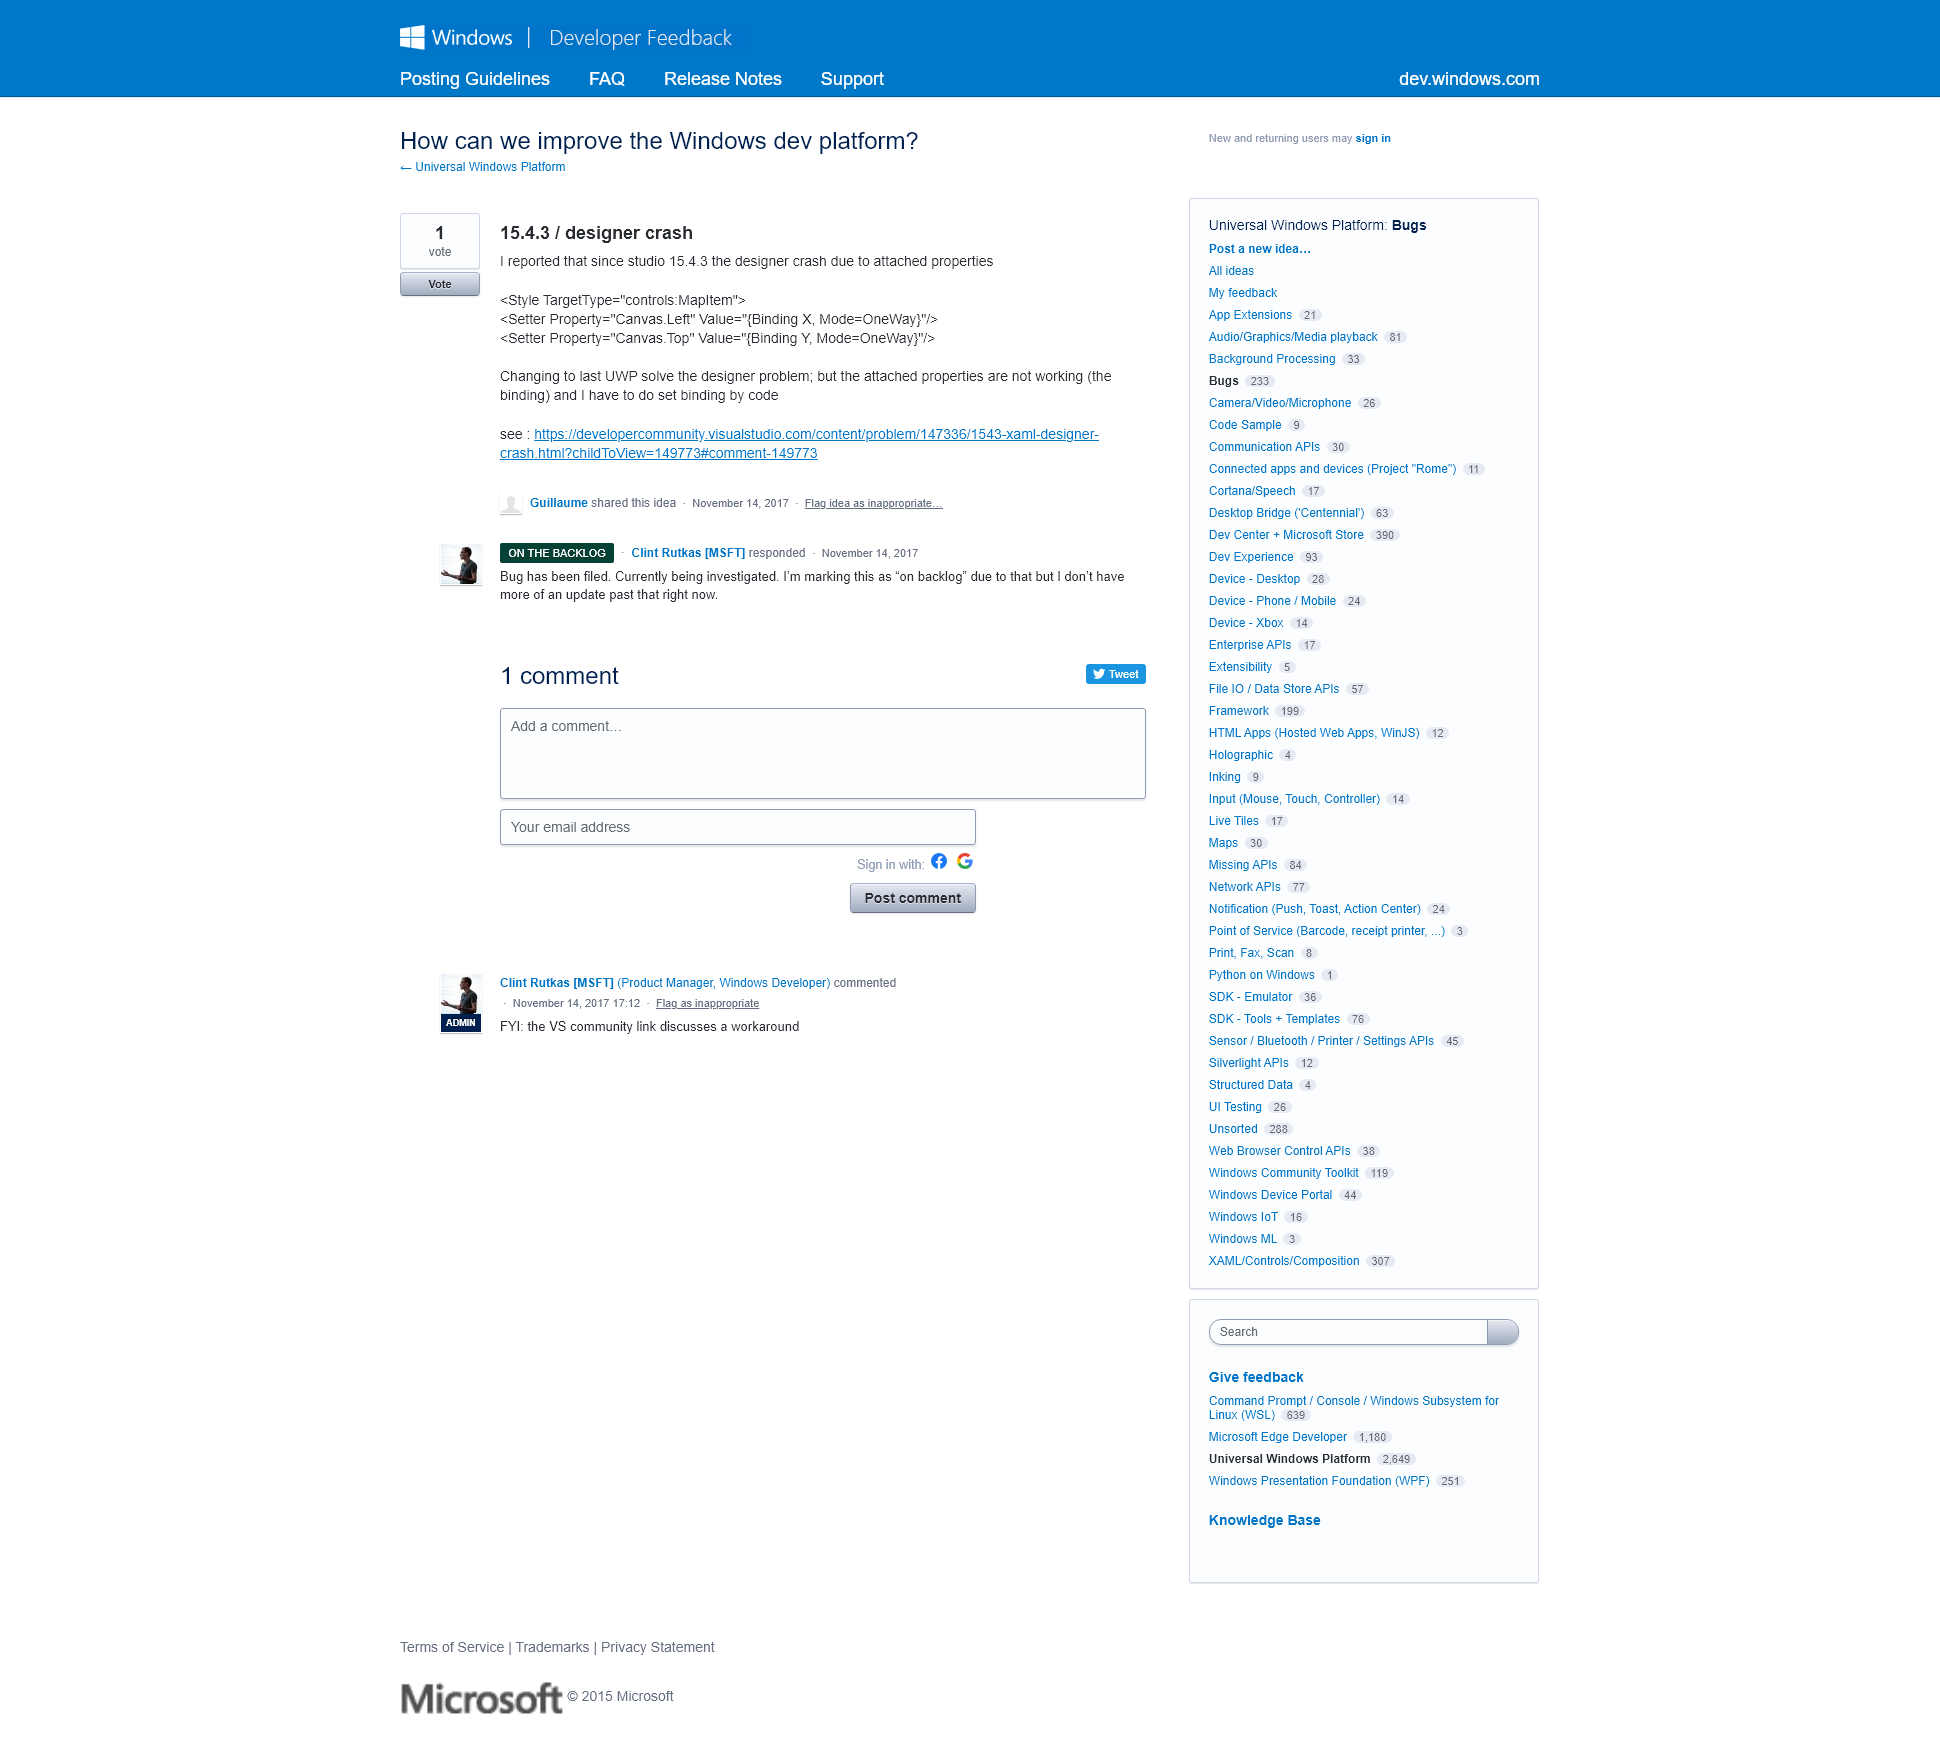 Windows | Developer Feedback
Posting Guidelines FAQ Release Notes Support dev.windows.com
How can we improve the Windows dev platform?
← Universal Windows Platform
New and returning users may sign in
1
vote
Vote
15.4.3 / designer crash
I reported that since studio 15.4.3 the designer crash due to attached properties
<Style TargetType="controls:MapItem">
<Setter Property="Canvas.Left" Value="{Binding X, Mode=OneWay}"/>
<Setter Property="Canvas.Top" Value="{Binding Y, Mode=OneWay}"/>
Changing to last UWP solve the designer problem; but the attached properties are not working (the
binding) and I have to do set binding by code
see : https://developercommunity.visualstudio.com/content/problem/147336/1543-xaml-designer-
crash.html?childToView=149773#comment-149773
Guillaume shared this idea · November 14, 2017 · Flag idea as inappropriate…
ON THE BACKLOG · Clint Rutkas [MSFT] responded · November 14, 2017
Bug has been filed. Currently being investigated. I’m marking this as “on backlog” due to that but I don’t have
more of an update past that right now.
1 comment
Tweet
Add a comment…
Your email address
Sign in with:
Post comment
Clint Rutkas [MSFT] (Product Manager, Windows Developer) commented
· November 14, 2017 17:12 · Flag as inappropriate
ADMIN
FYI: the VS community link discusses a workaround
Universal Windows Platform: Bugs
Post a new idea…
All ideas
My feedback
App Extensions 21
Audio/Graphics/Media playback 81
Background Processing 33
Bugs 233
Camera/Video/Microphone 26
Code Sample 9
Communication APIs 30
Connected apps and devices (Project "Rome") 11
Cortana/Speech 17
Desktop Bridge ('Centennial') 63
Dev Center + Microsoft Store 390
Dev Experience 93
Device - Desktop 28
Device - Phone / Mobile 24
Device - Xbox 14
Enterprise APIs 17
Extensibility 5
File IO / Data Store APIs 57
Framework 199
HTML Apps (Hosted Web Apps, WinJS) 12
Holographic 4
Inking 9
Input (Mouse, Touch, Controller) 14
Live Tiles 17
Maps 30
Missing APIs 84
Network APIs 77
Notification (Push, Toast, Action Center) 24
Point of Service (Barcode, receipt printer, ...) 3
Print, Fax, Scan 8
Python on Windows 1
SDK - Emulator 36
SDK - Tools + Templates 76
Sensor / Bluetooth / Printer / Settings APIs 45
Silverlight APIs 12
Structured Data 4
UI Testing 26
Unsorted 288
Web Browser Control APIs 38
Windows Community Toolkit 119
Windows Device Portal 44
Windows IoT 16
Windows ML 3
XAML/Controls/Composition 307
Search
Give feedback
Command Prompt / Console / Windows Subsystem for
Linux (WSL) 639
Microsoft Edge Developer 1,180
Universal Windows Platform 2,649
Windows Presentation Foundation (WPF) 251
Knowledge Base
Terms of Service | Trademarks | Privacy Statement
Microsoft © 2015 Microsoft